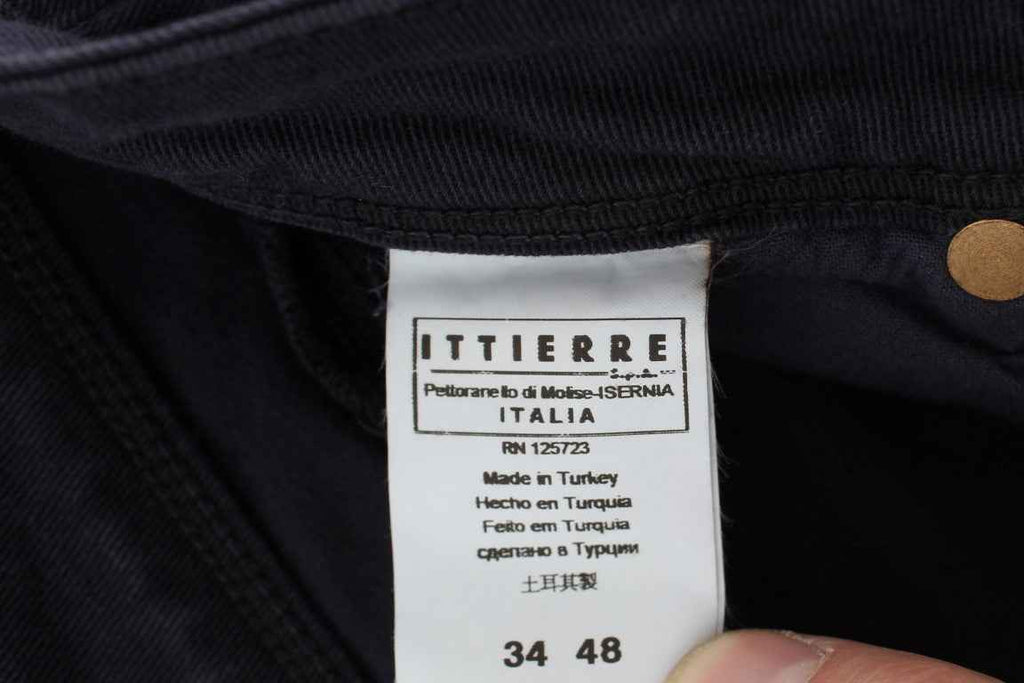 ITTIERRE
S.p.A.
Pettoranello di Molise-ISERNIA
ITALIA
RN 125723
Made in Turkey
Hecho en Turquia
Feito em Turquia
сделано в Турции
土耳其製
34 48